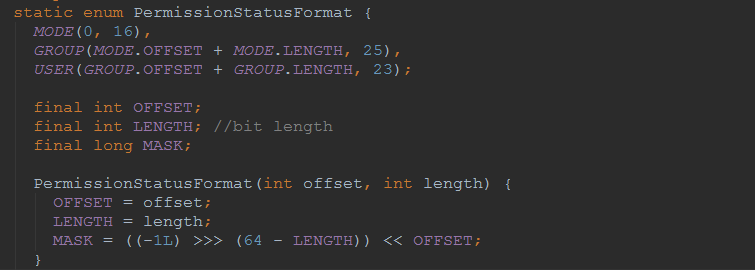 static enum PermissionStatusFormat {
MODE(0, 16),
GROUP(MODE.OFFSET + MODE.LENGTH, 25),
USER(GROUP.OFFSET + GROUP.LENGTH, 23);
final int OFFSET;
final int LENGTH; //bit length
final long MASK;
PermissionStatusFormat(int offset, int length) {
OFFSET = offset;
LENGTH = length;
MASK = ((-1L) >>> (64 - LENGTH)) << OFFSET;
}